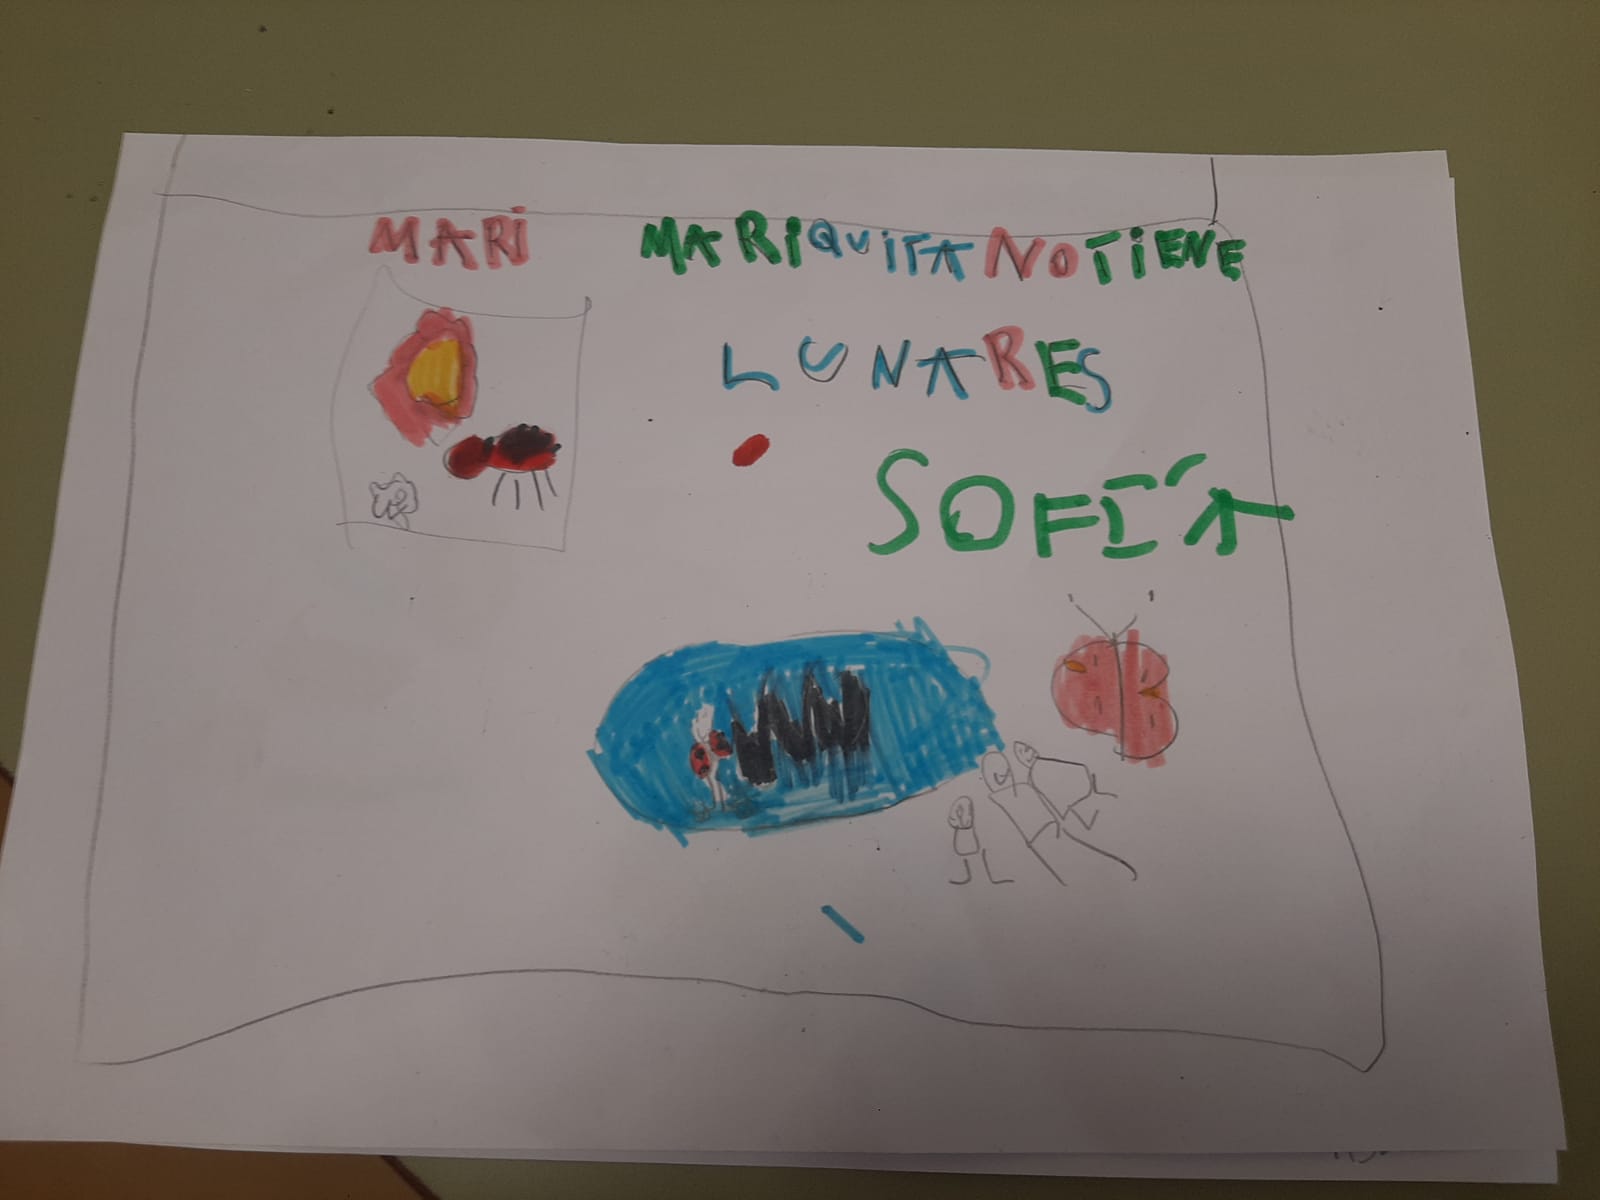 MARi MARiQUITA NO TiENE
LUNARES
SOFÍA